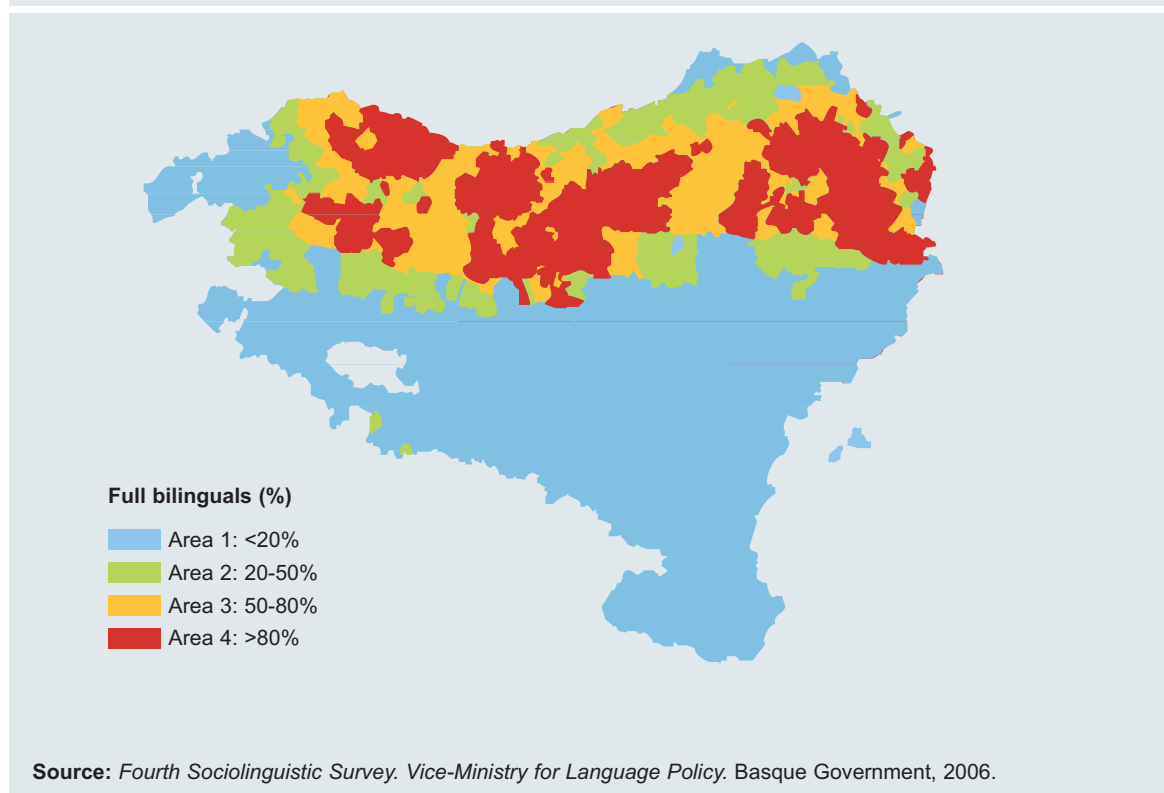 Full bilinguals (%)
Area 1: <20%
Area 2: 20-50%
Area 3: 50-80%
Area 4: >80%
Source: Fourth Sociolinguistic Survey. Vice-Ministry for Language Policy. Basque Government, 2006.